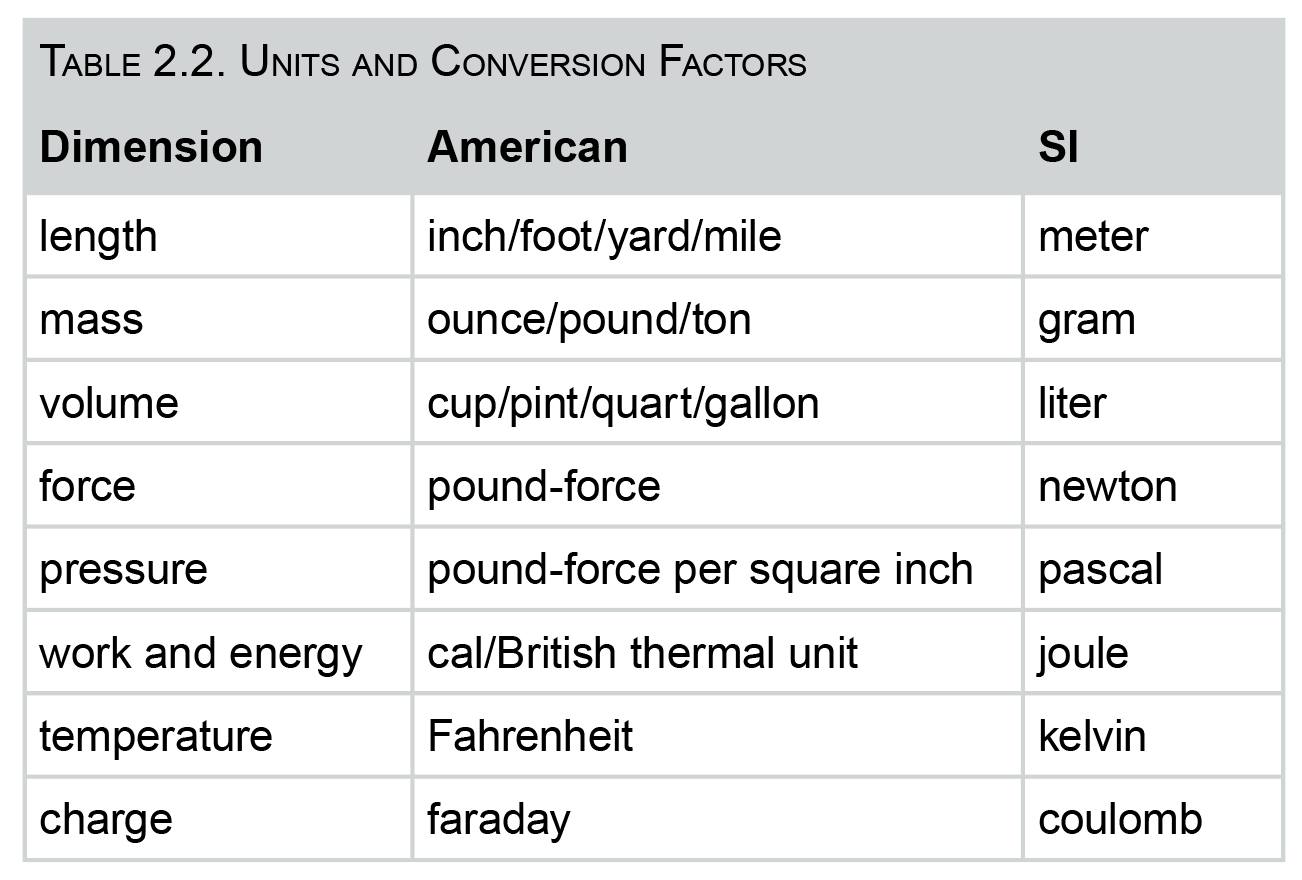 TABLE 2.2. UNITS AND CONVERSION FACTORS
Dimension American SI
length inch/foot/yard/mile meter
mass ounce/pound/ton gram
volume cup/pint/quart/gallon liter
force pound-force newton
pressure pound-force per square inch pascal
work and energy cal/British thermal unit joule
temperature Fahrenheit kelvin
charge faraday coulomb